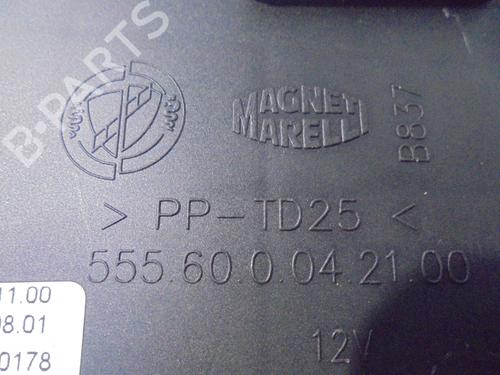 B-PARTS
MAGNETI
MARELLI
B837
> PP-TD25 <
555.60.0.04.21.00
11.00
08.01
0178
12V